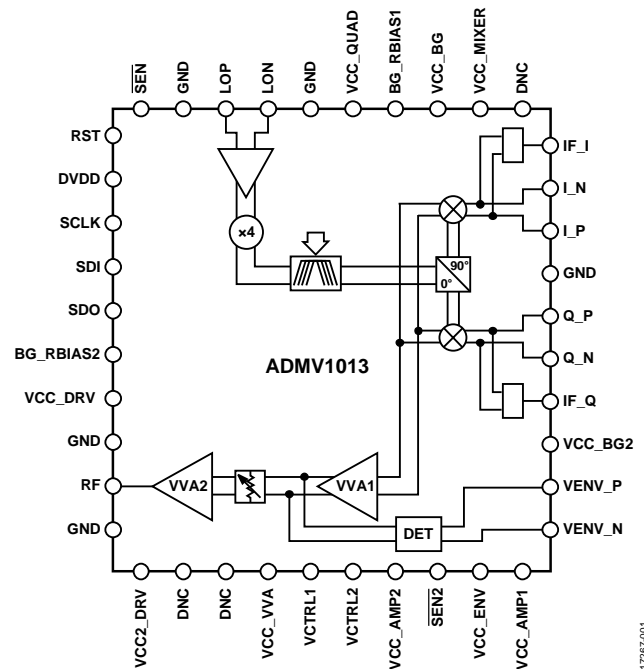 SEN
GND
LOP
LON
GND
VCC_QUAD
BG_RBIAS1
VCC_BG
VCC_MIXER
DNC
RST
DVDD
SCLK
SDI
SDO
BG_RBIAS2
VCC_DRV
GND
RF
GND
IF_I
I_N
I_P
GND
Q_P
Q_N
IF_Q
VCC_BG2
VENV_P
VENV_N
×4
90°
0°
ADMV1013
VVA2
VVA1
DET
VCC2_DRV
DNC
DNC
VCC_VVA
VCTRL1
VCTRL2
VCC_AMP2
SEN2
VCC_ENV
VCC_AMP1